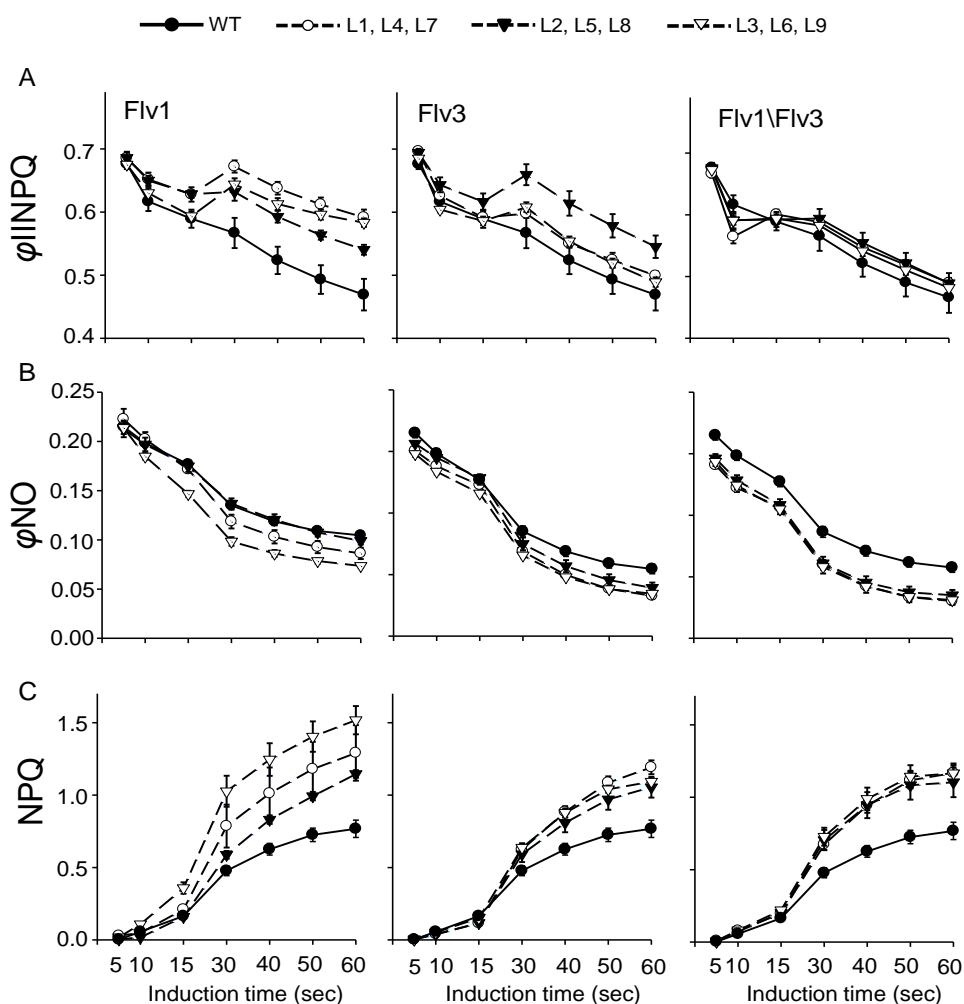 WT L1, L4, L7 L2, L5, L8 L3, L6, L9
A
Flv1 Flv3 Flv1\Flv3
φIINPQ
0.7
0.6
0.5
0.4
B
φNO
0.25
0.20
0.15
0.10
0.05
0.00
C
NPQ
1.5
1.0
0.5
0.0
5 10 15 30 40 50 60 5 10 15 30 40 50 60 5 10 15 30 40 50 60
Induction time (sec) Induction time (sec) Induction time (sec)